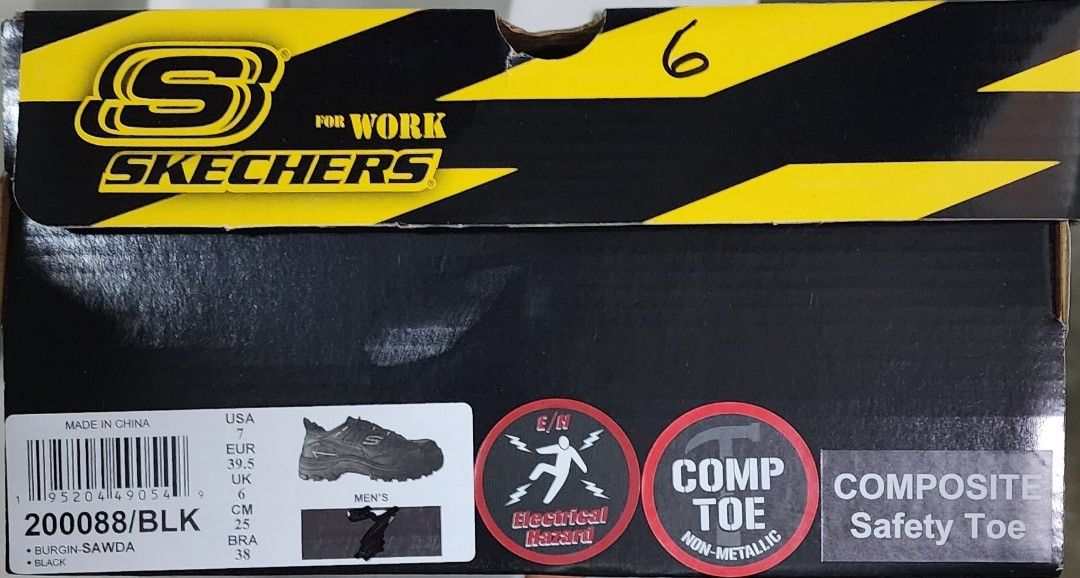 6
S
FOR WORK
SKECHERS®
MADE IN CHINA
1 95204 49054 9
200088/BLK
• BURGIN-SAWDA
• BLACK
USA
7
EUR
39.5
UK
6
CM
25
BRA
38
MEN'S
E/H
Electrical
Hazard
COMP
TOE
NON-METALLIC
COMPOSITE
Safety Toe